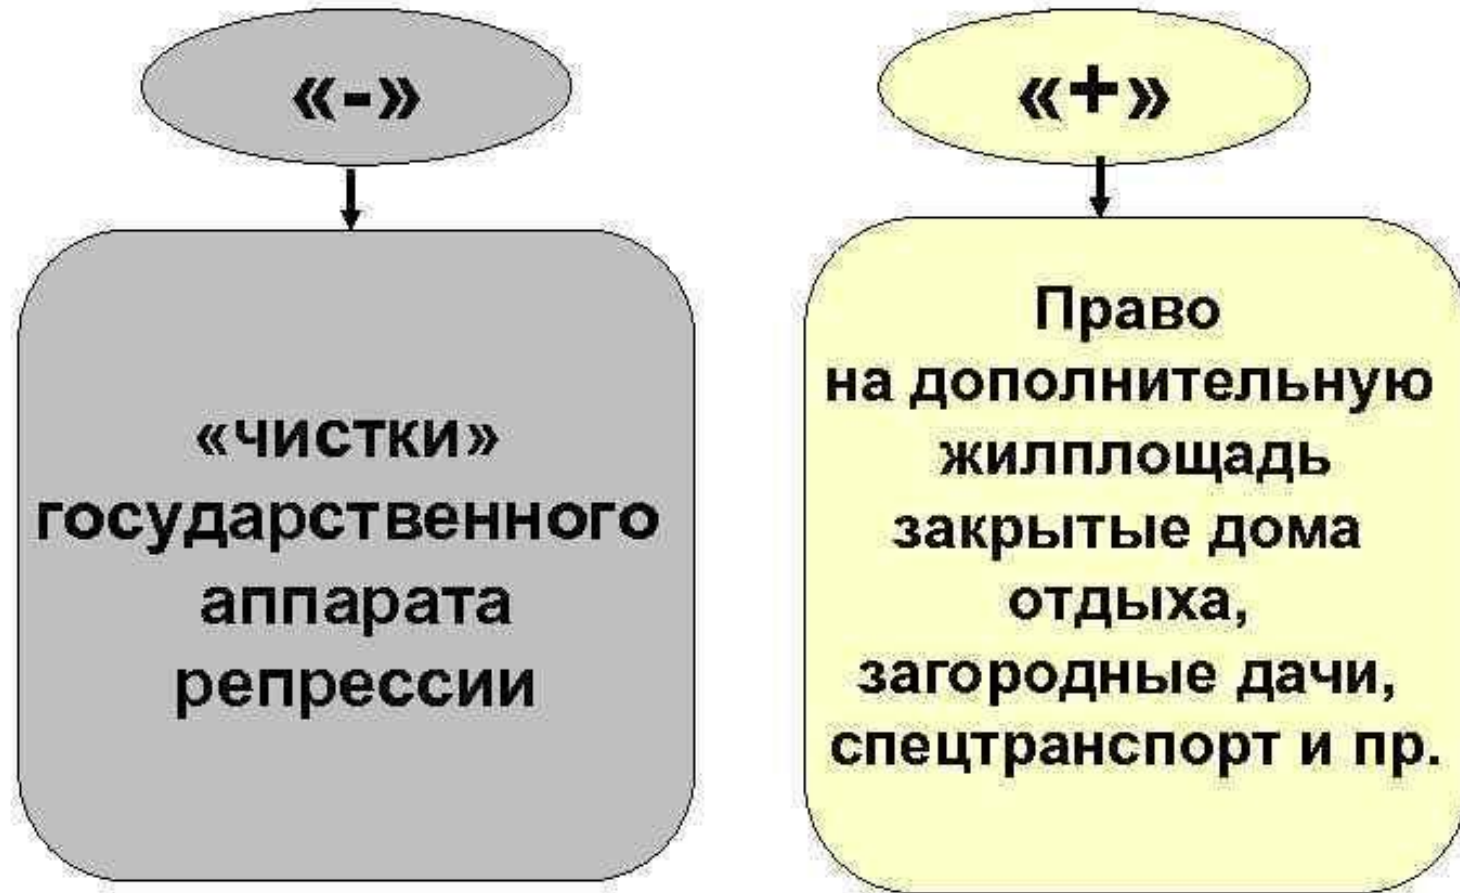 «-»
«чистки»
государственного
аппарата
репрессии
«+»
Право
на дополнительную
жилплощадь
закрытые дома
отдыха,
загородные дачи,
спецтранспорт и пр.